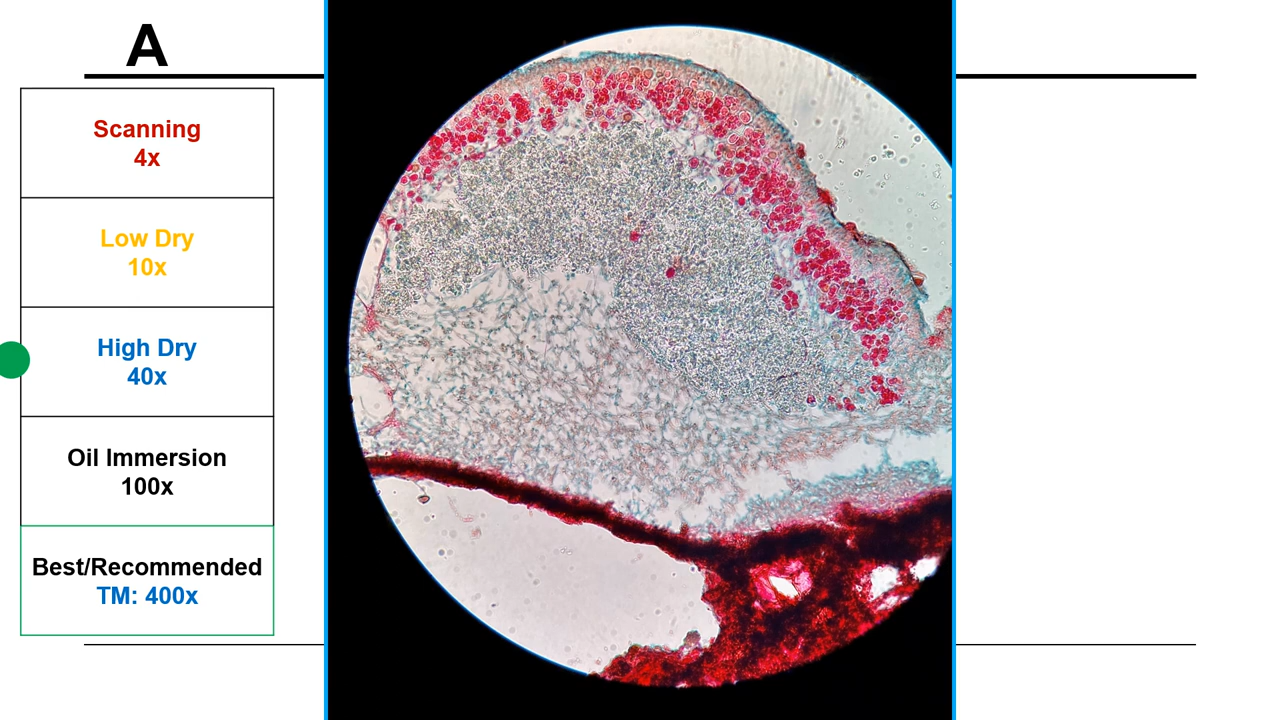 A
Scanning
4x
Low Dry
10x
High Dry
40x
Oil Immersion
100x
Best/Recommended
TM: 400x